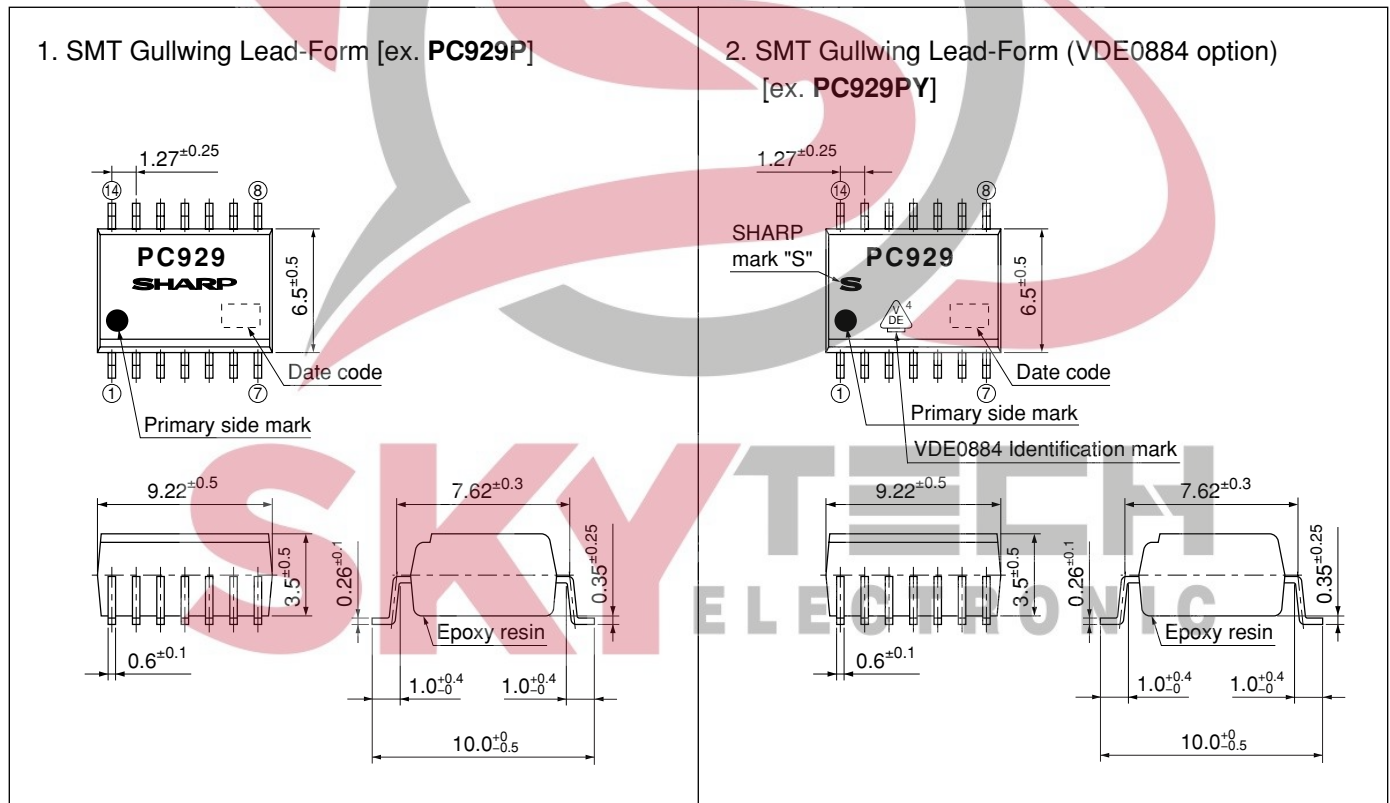 1. SMT Gullwing Lead-Form [ex. PC929P]
1.27±0.25
14
8
PC929
SHARP
6.5±0.5
Date code
1
7
Primary side mark
9.22±0.5
7.62±0.3
3.5±0.5
0.26±0.1
0.35±0.25
Epoxy resin
0.6±0.1
1.0+0.4−0
1.0+0.4−0
10.0+0−0.5
2. SMT Gullwing Lead-Form (VDE0884 option)
[ex. PC929PY]
1.27±0.25
14
8
SHARP
mark "S"
PC929
S
V 4
DE
6.5±0.5
Date code
1
7
Primary side mark
VDE0884 Identification mark
9.22±0.5
7.62±0.3
3.5±0.5
0.26±0.1
0.35±0.25
Epoxy resin
0.6±0.1
1.0+0.4−0
1.0+0.4−0
10.0+0−0.5
SKYTECH
ELECTRONIC